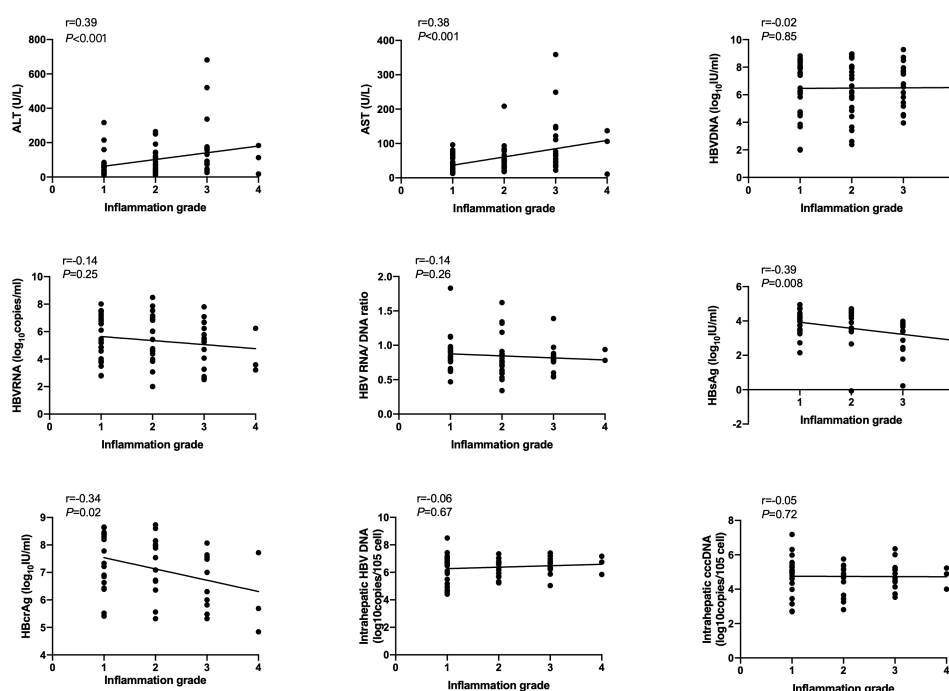 r=0.39
P<0.001
ALT (U/L)
800
600
400
200
0
0
1
2
3
4
Inflammation grade
r=0.38
P<0.001
AST (U/L)
400
300
200
100
0
0
1
2
3
4
Inflammation grade
r=-0.02
P=0.85
HBVDNA (log10IU/ml)
10
8
6
4
2
0
0
1
2
3
Inflammation grade
r=-0.14
P=0.25
HBVRNA (log10copies/ml)
10
8
6
4
2
0
0
1
2
3
4
Inflammation grade
r=-0.14
P=0.26
HBV RNA/ DNA ratio
2.0
1.5
1.0
0.5
0.0
0
1
2
3
4
Inflammation grade
r=-0.39
P=0.008
HBsAg (log10IU/ml)
6
4
2
0
-2
1
2
3
Inflammation grade
r=-0.34
P=0.02
HBcrAg (log10IU/ml)
9
8
7
6
5
4
0
1
2
3
4
Inflammation grade
r=-0.06
P=0.67
Intrahepatic HBV DNA
(log10copies/105 cell)
10
8
6
4
2
0
0
1
2
3
4
Inflammation grade
r=-0.05
P=0.72
Intrahepatic cccDNA
(log10copies/105 cell)
8
6
4
2
0
0
1
2
3
4
Inflammation grade